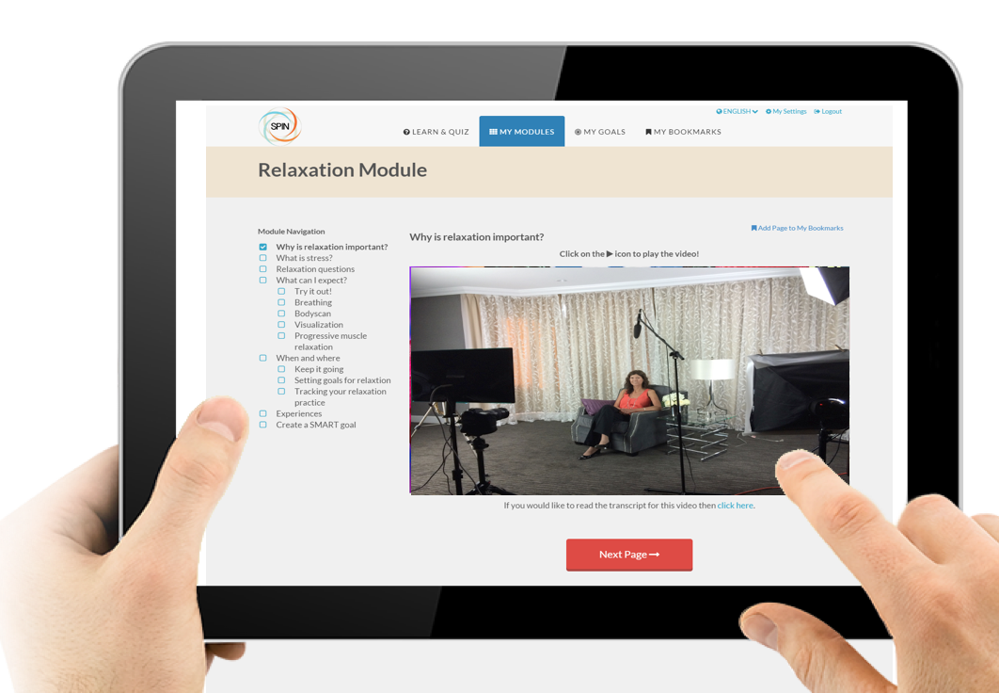 SPIN
ENGLISH
My Settings
Logout
LEARN & QUIZ
MY MODULES
MY GOALS
MY BOOKMARKS
Relaxation Module
Add Page to My Bookmarks
Module Navigation
Why is relaxation important?
What is stress?
Relaxation questions
What can I expect?
Try it out!
Breathing
Bodyscan
Visualization
Progressive muscle
relaxation
When and where
Keep it going
Setting goals for relaxtion
Tracking your relaxation
practice
Experiences
Create a SMART goal
Why is relaxation important?
Click on the ▶ icon to play the video!
If you would like to read the transcript for this video then click here.
Next Page →